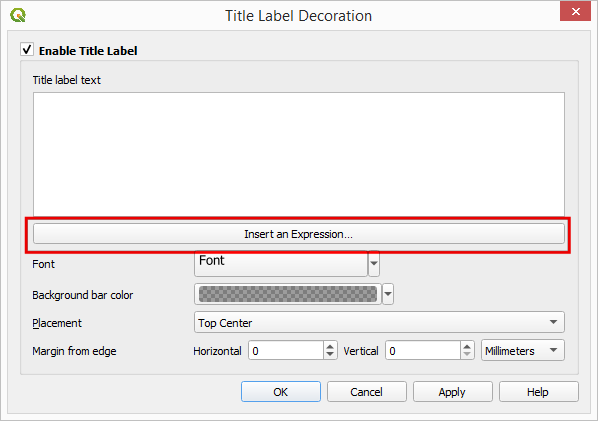 Title Label Decoration
Enable Title Label
Title label text
Insert an Expression...
Font Font
Background bar color
Placement Top Center
Margin from edge Horizontal 0 Vertical 0 Millimeters
OK Cancel Apply Help